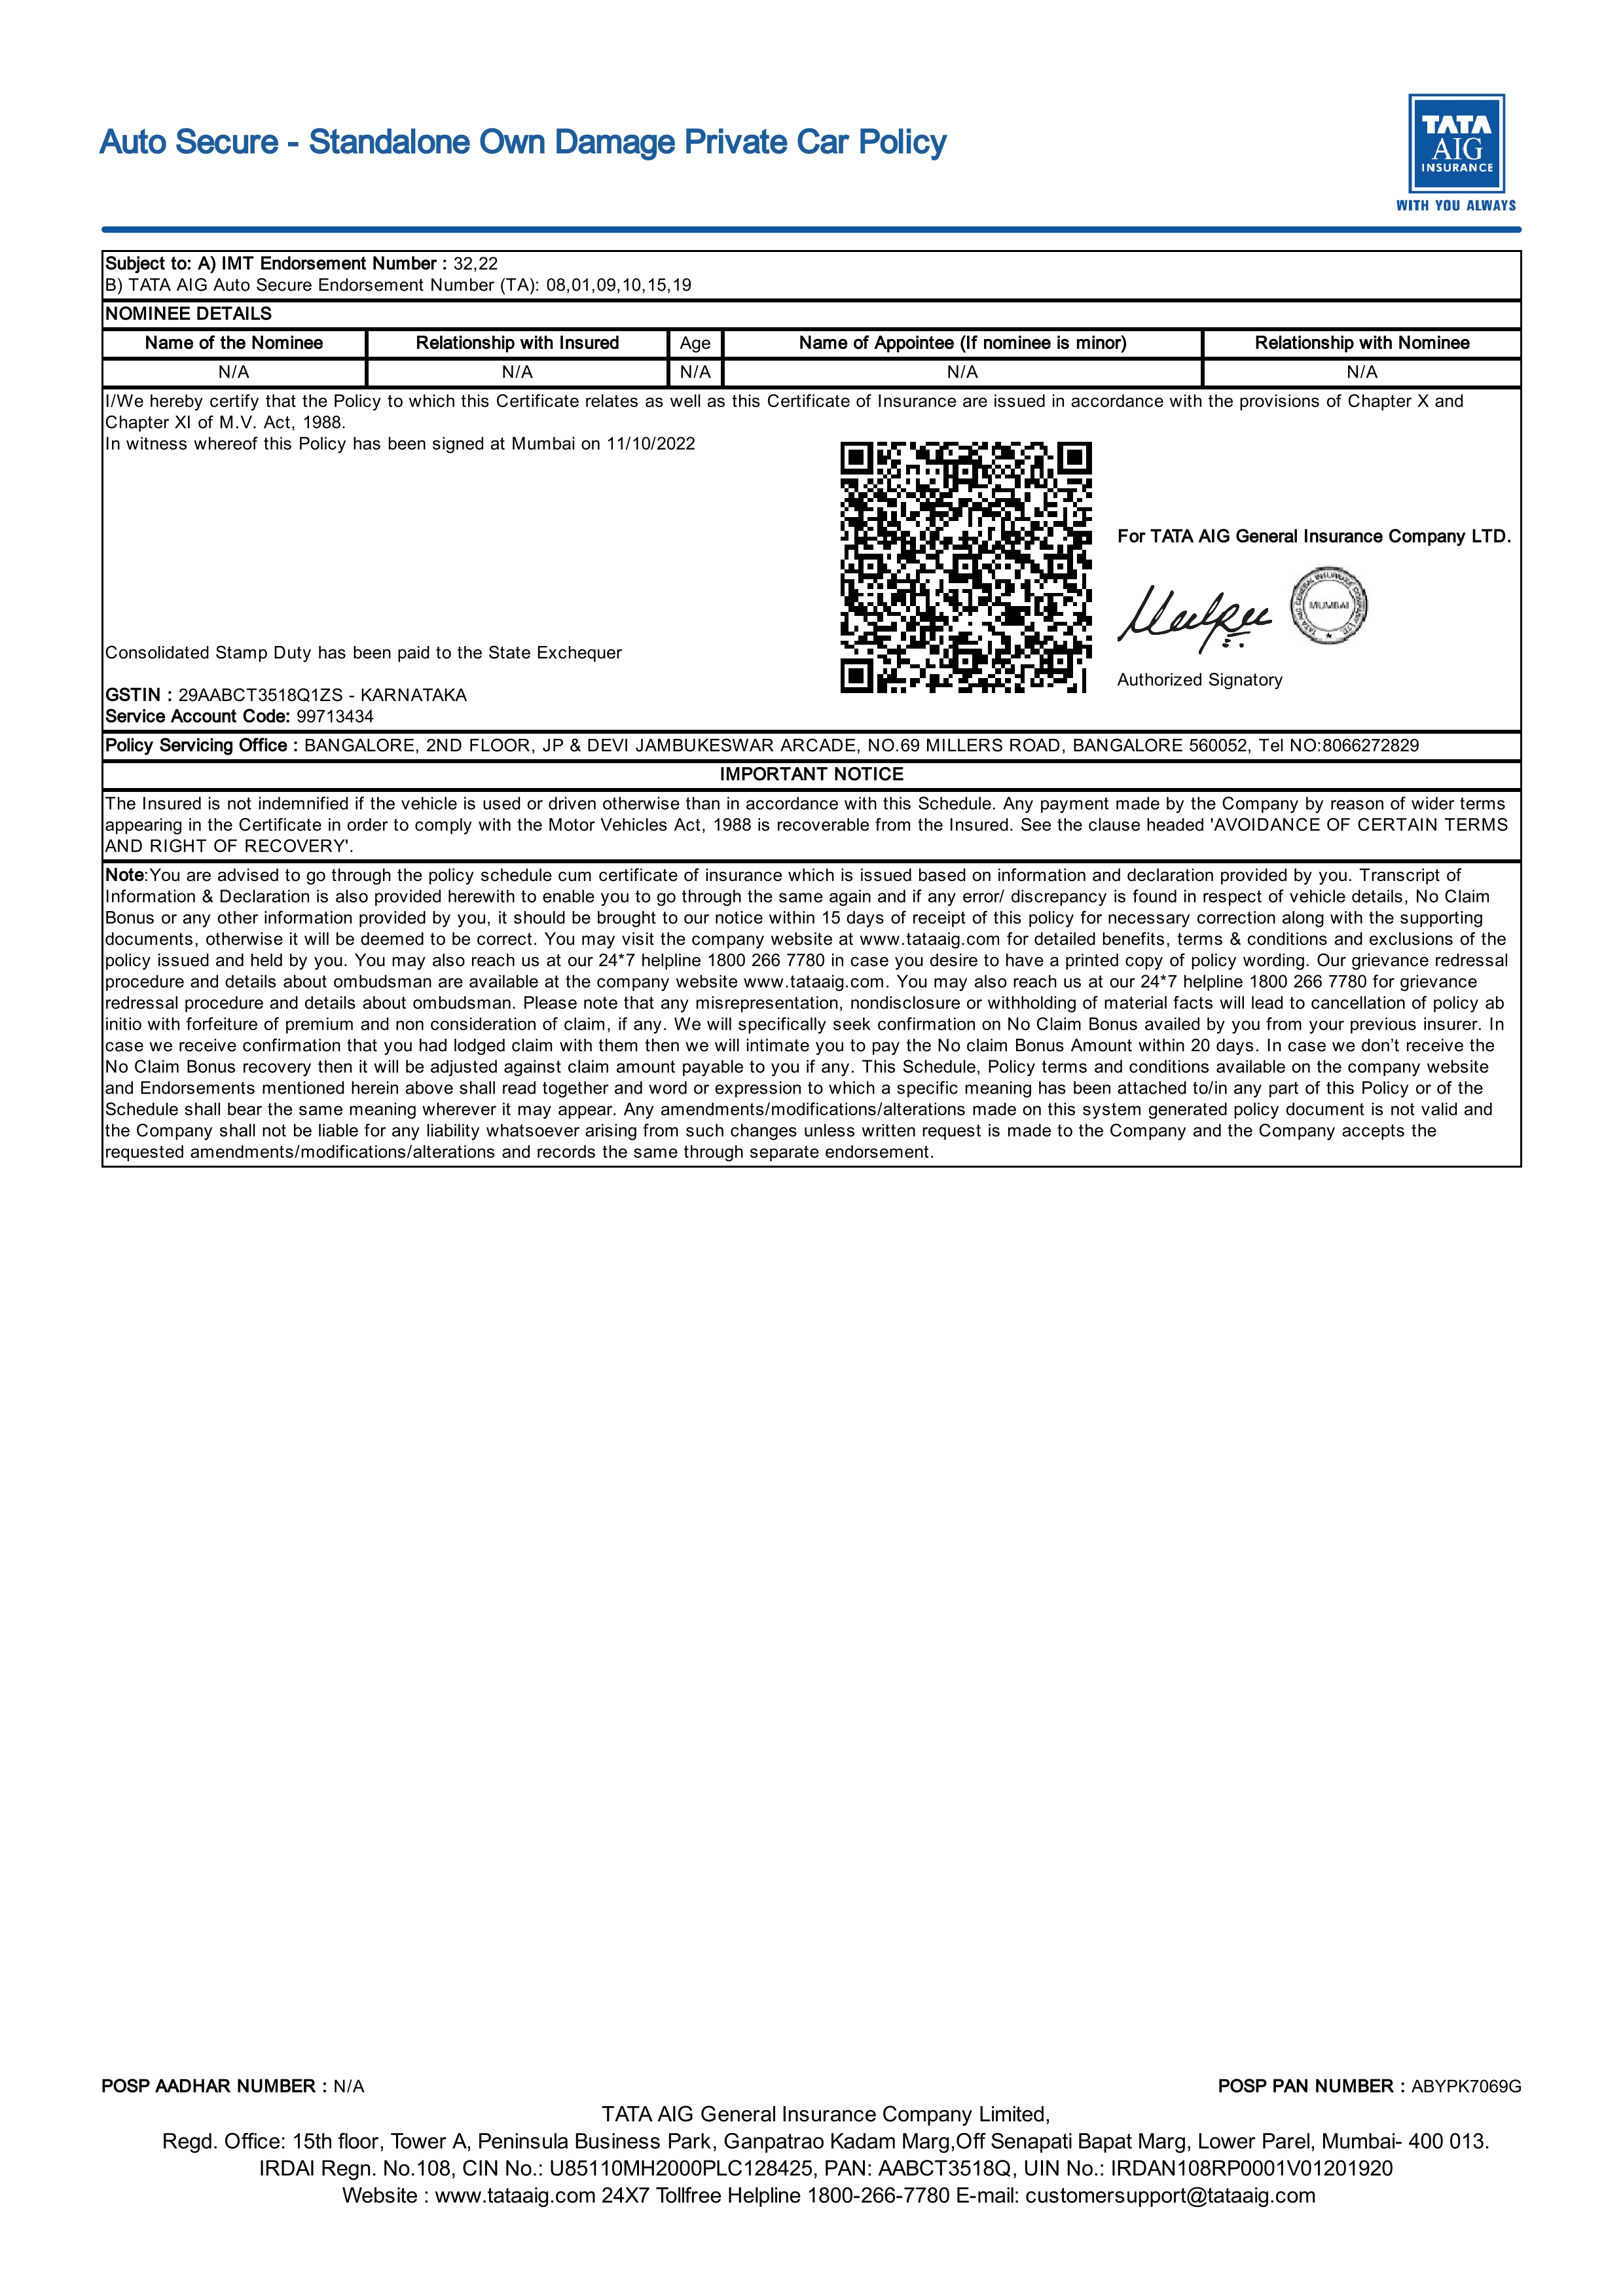 Auto Secure - Standalone Own Damage Private Car Policy
TATA
AIG
INSURANCE
WITH YOU ALWAYS
Subject to: A) IMT Endorsement Number : 32,22
B) TATA AIG Auto Secure Endorsement Number (TA): 08,01,09,10,15,19
NOMINEE DETAILS
Name of the Nominee Relationship with Insured Age Name of Appointee (If nominee is minor) Relationship with Nominee
N/A N/A N/A N/A N/A
I/We hereby certify that the Policy to which this Certificate relates as well as this Certificate of Insurance are issued in accordance with the provisions of Chapter X and
Chapter XI of M.V. Act, 1988.
In witness whereof this Policy has been signed at Mumbai on 11/10/2022
For TATA AIG General Insurance Company LTD.
MUMBAI
Consolidated Stamp Duty has been paid to the State Exchequer
Authorized Signatory
GSTIN : 29AABCT3518Q1ZS - KARNATAKA
Service Account Code: 99713434
Policy Servicing Office : BANGALORE, 2ND FLOOR, JP & DEVI JAMBUKESWAR ARCADE, NO.69 MILLERS ROAD, BANGALORE 560052, Tel NO:8066272829
IMPORTANT NOTICE
The Insured is not indemnified if the vehicle is used or driven otherwise than in accordance with this Schedule. Any payment made by the Company by reason of wider terms
appearing in the Certificate in order to comply with the Motor Vehicles Act, 1988 is recoverable from the Insured. See the clause headed 'AVOIDANCE OF CERTAIN TERMS
AND RIGHT OF RECOVERY'.
Note:You are advised to go through the policy schedule cum certificate of insurance which is issued based on information and declaration provided by you. Transcript of
Information & Declaration is also provided herewith to enable you to go through the same again and if any error/ discrepancy is found in respect of vehicle details, No Claim
Bonus or any other information provided by you, it should be brought to our notice within 15 days of receipt of this policy for necessary correction along with the supporting
documents, otherwise it will be deemed to be correct. You may visit the company website at www.tataaig.com for detailed benefits, terms & conditions and exclusions of the
policy issued and held by you. You may also reach us at our 24*7 helpline 1800 266 7780 in case you desire to have a printed copy of policy wording. Our grievance redressal
procedure and details about ombudsman are available at the company website www.tataaig.com. You may also reach us at our 24*7 helpline 1800 266 7780 for grievance
redressal procedure and details about ombudsman. Please note that any misrepresentation, nondisclosure or withholding of material facts will lead to cancellation of policy ab
initio with forfeiture of premium and non consideration of claim, if any. We will specifically seek confirmation on No Claim Bonus availed by you from your previous insurer. In
case we receive confirmation that you had lodged claim with them then we will intimate you to pay the No claim Bonus Amount within 20 days. In case we don’t receive the
No Claim Bonus recovery then it will be adjusted against claim amount payable to you if any. This Schedule, Policy terms and conditions available on the company website
and Endorsements mentioned herein above shall read together and word or expression to which a specific meaning has been attached to/in any part of this Policy or of the
Schedule shall bear the same meaning wherever it may appear. Any amendments/modifications/alterations made on this system generated policy document is not valid and
the Company shall not be liable for any liability whatsoever arising from such changes unless written request is made to the Company and the Company accepts the
requested amendments/modifications/alterations and records the same through separate endorsement.
POSP AADHAR NUMBER : N/A POSP PAN NUMBER : ABYPK7069G
TATA AIG General Insurance Company Limited,
Regd. Office: 15th floor, Tower A, Peninsula Business Park, Ganpatrao Kadam Marg,Off Senapati Bapat Marg, Lower Parel, Mumbai- 400 013.
IRDAI Regn. No.108, CIN No.: U85110MH2000PLC128425, PAN: AABCT3518Q, UIN No.: IRDAN108RP0001V01201920
Website : www.tataaig.com 24X7 Tollfree Helpline 1800-266-7780 E-mail: customersupport@tataaig.com